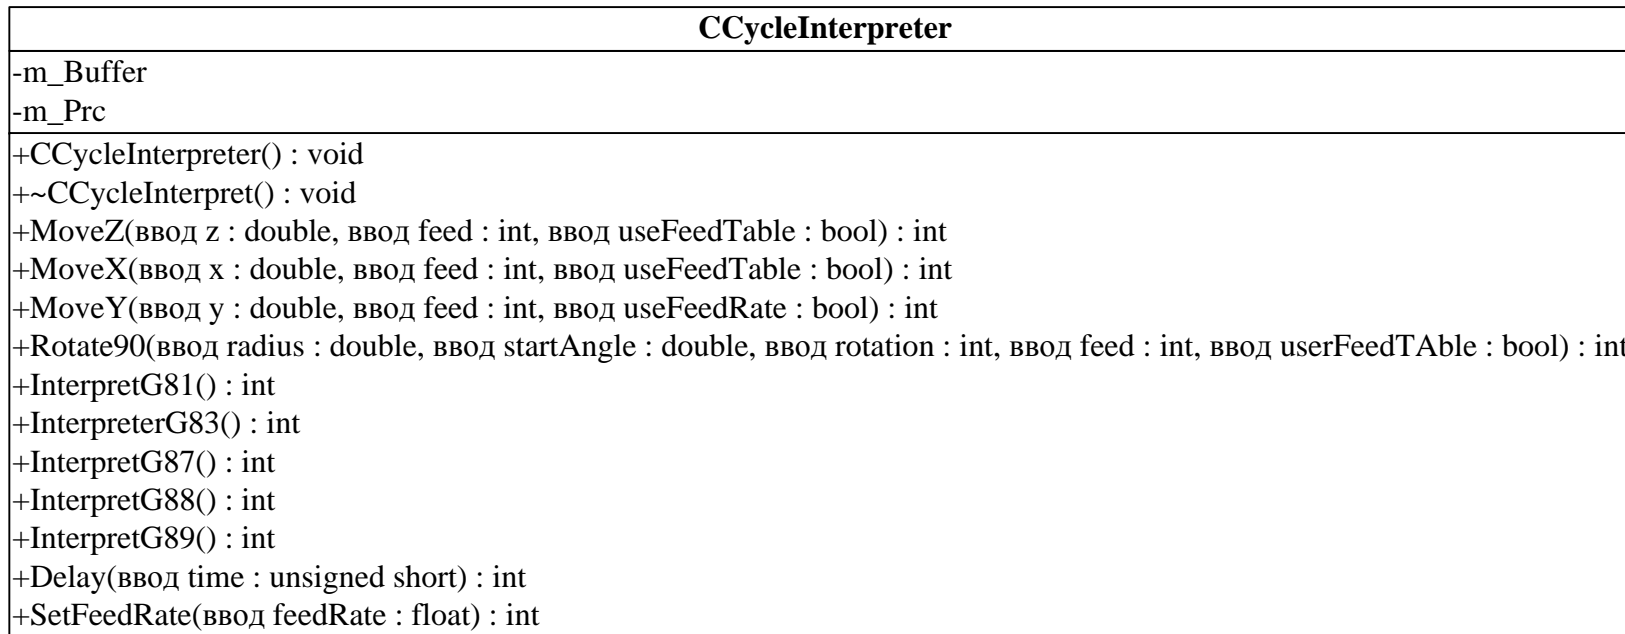 CCycleInterpreter
-m_Buffer
-m_Prc
+CCycleInterpreter() : void
+~CCycleInterpret() : void
+MoveZ(ввод z : double, ввод feed : int, ввод useFeedTable : bool) : int
+MoveX(ввод x : double, ввод feed : int, ввод useFeedTable : bool) : int
+MoveY(ввод y : double, ввод feed : int, ввод useFeedRate : bool) : int
+Rotate90(ввод radius : double, ввод startAngle : double, ввод rotation : int, ввод feed : int, ввод userFeedTAble : bool) : int
+InterpretG81() : int
+InterpreterG83() : int
+InterpretG87() : int
+InterpretG88() : int
+InterpretG89() : int
+Delay(ввод time : unsigned short) : int
+SetFeedRate(ввод feedRate : float) : int